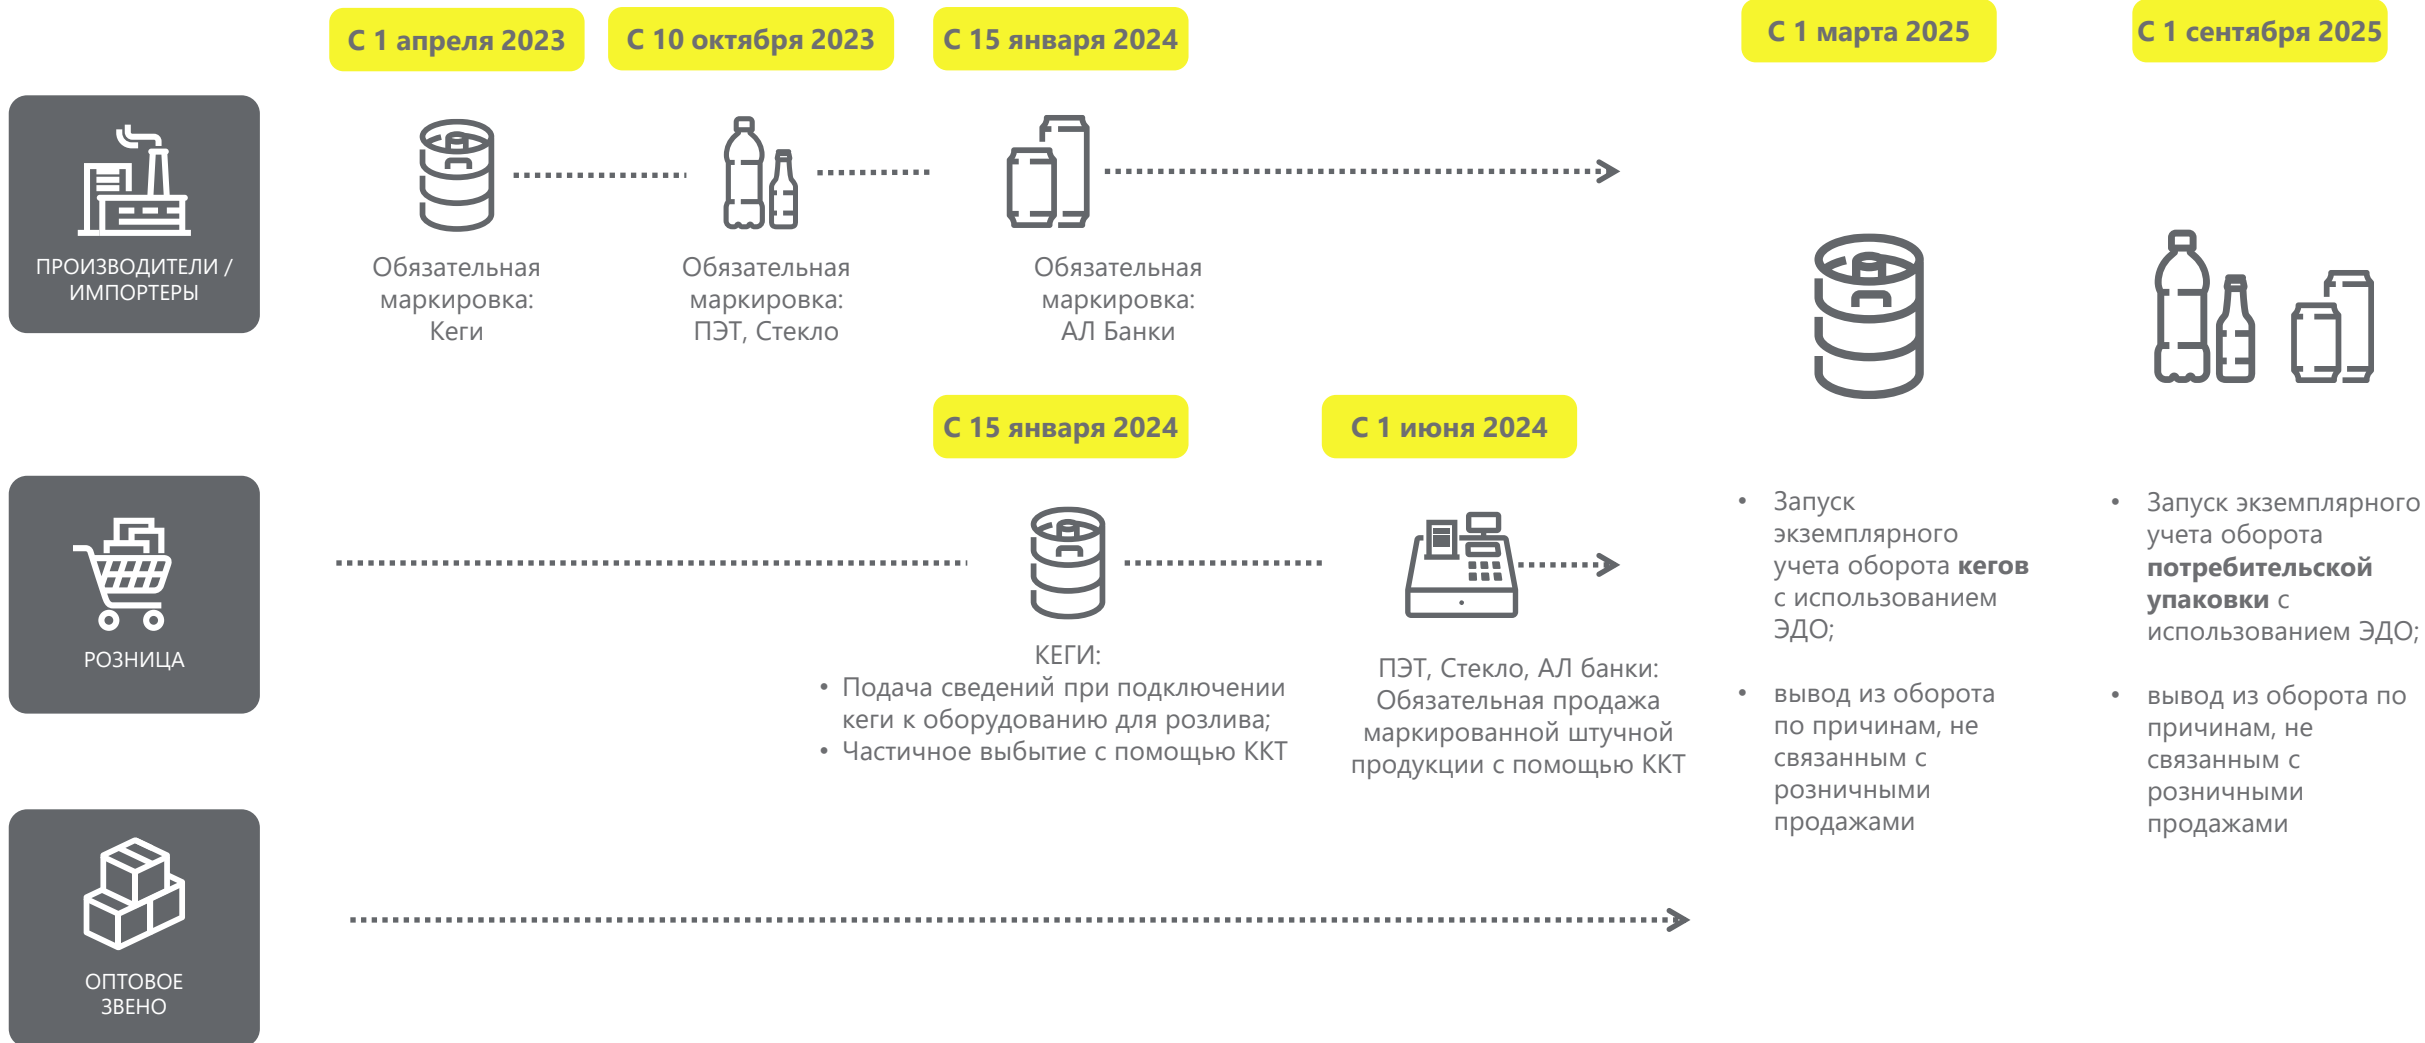 С 1 апреля 2023
С 10 октября 2023
С 15 января 2024
С 1 марта 2025
С 1 сентября 2025
ПРОИЗВОДИТЕЛИ /
ИМПОРТЕРЫ
Обязательная
маркировка:
Кеги
Обязательная
маркировка:
ПЭТ, Стекло
Обязательная
маркировка:
АЛ Банки
С 15 января 2024
С 1 июня 2024
РОЗНИЦА
КЕГИ:
• Подача сведений при подключении
кеги к оборудованию для розлива;
• Частичное выбытие с помощью ККТ
ПЭТ, Стекло, АЛ банки:
Обязательная продажа
маркированной штучной
продукции с помощью ККТ
• Запуск
экземплярного
учета оборота кегов
с использованием
ЭДО;
• вывод из оборота
по причинам, не
связанным с
розничными
продажами
• Запуск экземплярного
учета оборота
потребительской
упаковки с
использованием ЭДО;
• вывод из оборота по
причинам, не
связанным с
розничными
продажами
ОПТОВОЕ
ЗВЕНО